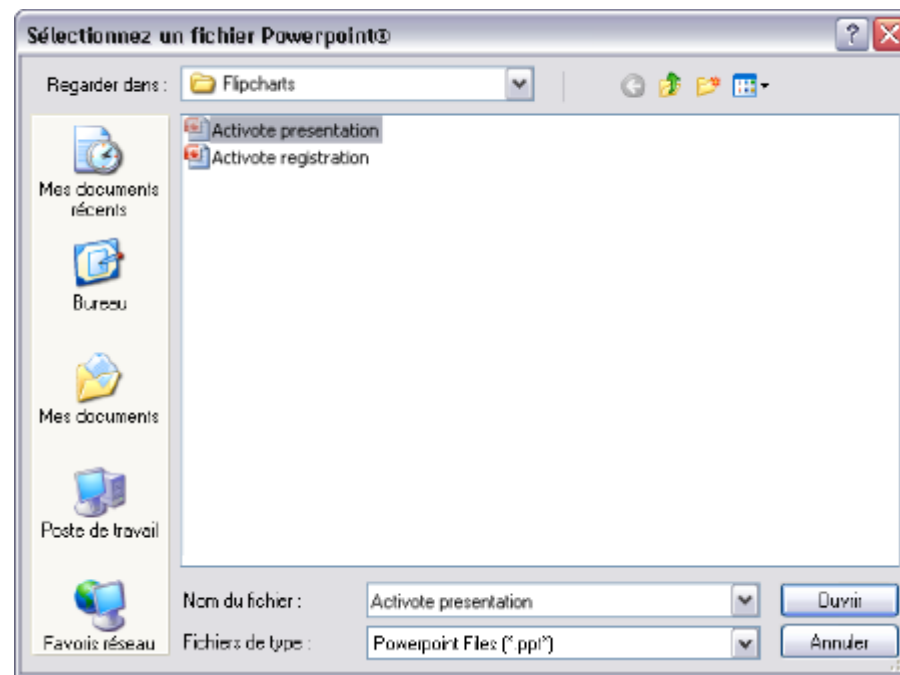 Sélectionnez un fichier Powerpoint®
Regarder dans :
Flipcharts
Activote presentation
Activote registration
Mes documents
récents
Bureau
Mes documents
Poste de travail
Favoris réseau
Nom du fichier :
Activote presentation
Ouvrir
Fichiers de type :
Powerpoint Files (*.ppt*)
Annuler